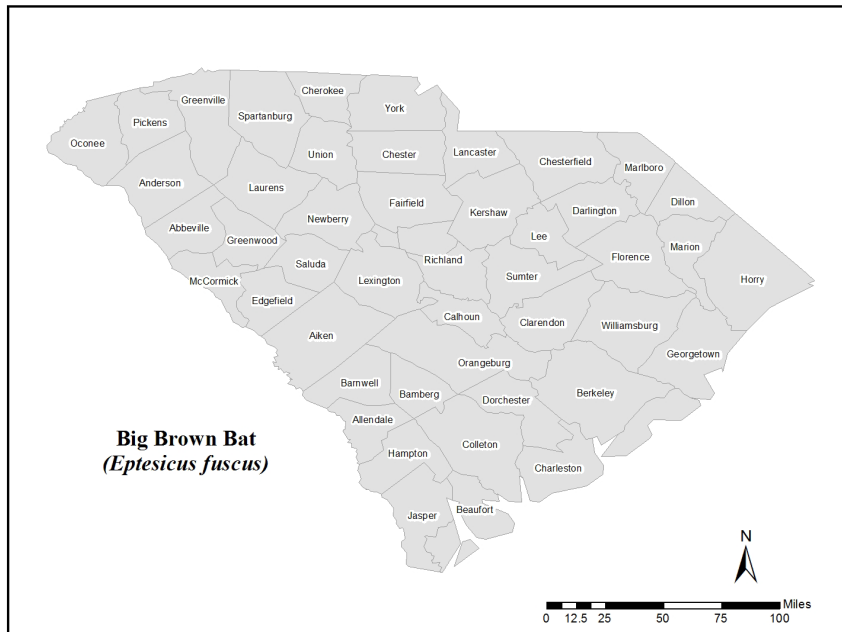 Cherokee
Greenville
York
Spartanburg
Pickens
Oconee
Union
Chester
Lancaster
Chesterfield
Marlboro
Anderson
Laurens
Dillon
Fairfield
Kershaw
Darlington
Newberry
Abbeville
Greenwood
Lee
Marion
Richland
Florence
Saluda
Lexington
Sumter
Horry
McCormick
Edgefield
Calhoun
Clarendon
Williamsburg
Aiken
Georgetown
Orangeburg
Barnwell
Bamberg
Dorchester
Berkeley
Allendale
Big Brown Bat
(Eptesicus fuscus)
Hampton
Colleton
Charleston
Jasper
Beaufort
N
Miles
0 12.5 25 50 75 100